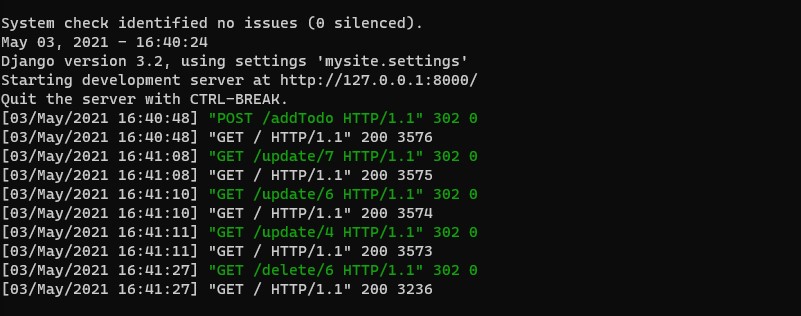 System check identified no issues (0 silenced).
May 03, 2021 - 16:40:24
Django version 3.2, using settings 'mysite.settings'
Starting development server at http://127.0.0.1:8000/
Quit the server with CTRL-BREAK.
[03/May/2021 16:40:48] "POST /addTodo HTTP/1.1" 302 0
[03/May/2021 16:40:48] "GET / HTTP/1.1" 200 3576
[03/May/2021 16:41:08] "GET /update/7 HTTP/1.1" 302 0
[03/May/2021 16:41:08] "GET / HTTP/1.1" 200 3575
[03/May/2021 16:41:10] "GET /update/6 HTTP/1.1" 302 0
[03/May/2021 16:41:10] "GET / HTTP/1.1" 200 3574
[03/May/2021 16:41:11] "GET /update/4 HTTP/1.1" 302 0
[03/May/2021 16:41:11] "GET / HTTP/1.1" 200 3573
[03/May/2021 16:41:27] "GET /delete/6 HTTP/1.1" 302 0
[03/May/2021 16:41:27] "GET / HTTP/1.1" 200 3236